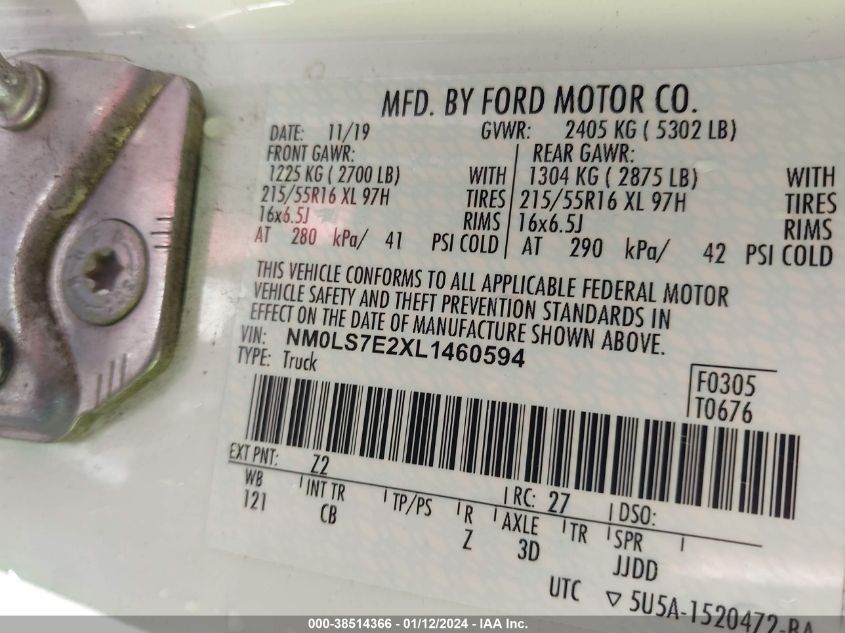 MFD. BY FORD MOTOR CO.
DATE: 11/19 GVWR: 2405 KG ( 5302 LB)
FRONT GAWR: REAR GAWR:
1225 KG ( 2700 LB) WITH 1304 KG ( 2875 LB) WITH
215/55R16 XL 97H TIRES 215/55R16 XL 97H TIRES
16x6.5J RIMS 16x6.5J RIMS
AT 280 kPa/ 41 PSI COLD AT 290 kPa/ 42 PSI COLD
THIS VEHICLE CONFORMS TO ALL APPLICABLE FEDERAL MOTOR
VEHICLE SAFETY AND THEFT PREVENTION STANDARDS IN
EFFECT ON THE DATE OF MANUFACTURE SHOWN ABOVE.
VIN: NM0LS7E2XL1460594
TYPE: Truck
F0305
T0676
EXT PNT: Z2 RC: 27 DSO:
WB INT TR TP/PS R AXLE TR SPR
121 CB Z 3D JJDD
UTC ▽ 5U5A-1520472-BA
000-38514366 - 01/12/2024 - IAA Inc.